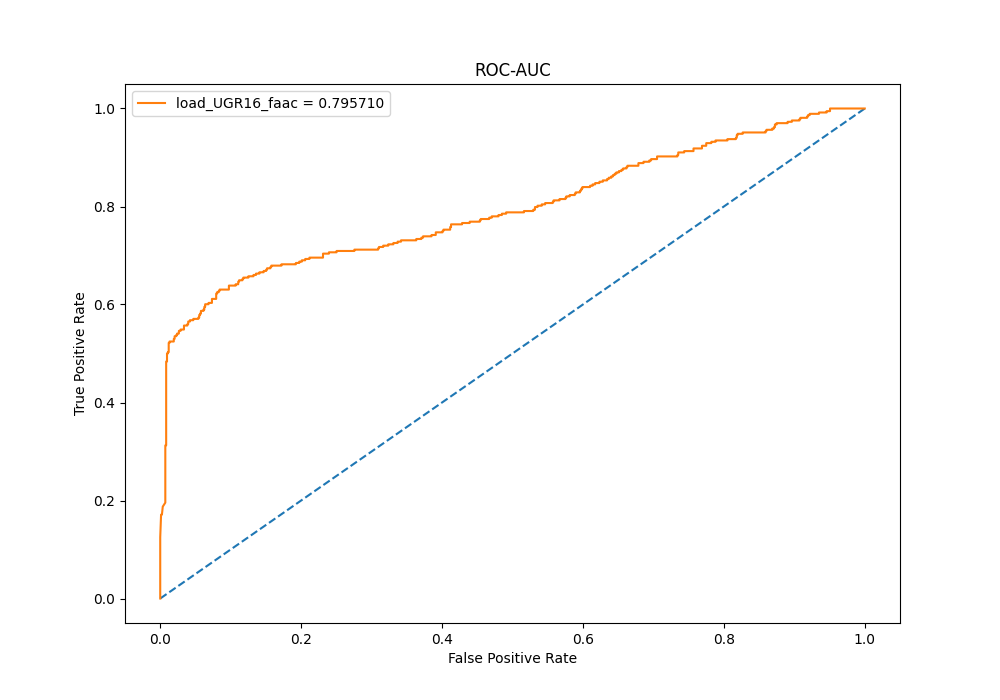 ROC-AUC
load_UGR16_faac = 0.795710
1.0
0.8
0.6
0.4
0.2
0.0
True Positive Rate
0.0 0.2 0.4 0.6 0.8 1.0
False Positive Rate